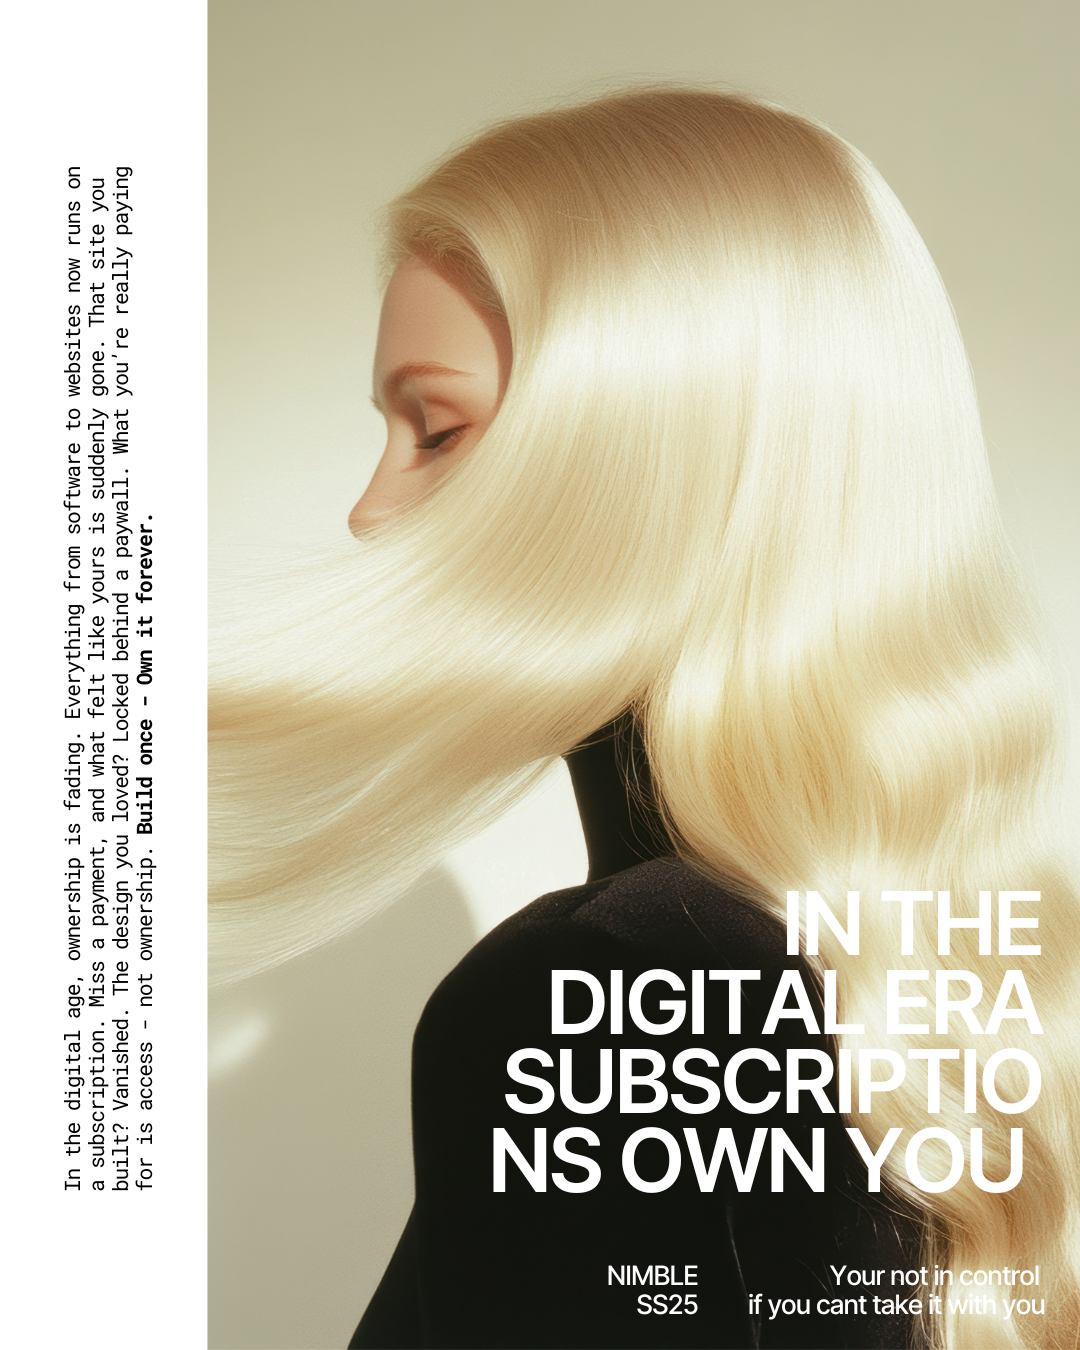 In the digital age, ownership is fading. Everything from software to websites now runs on
a subscription. Miss a payment, and what felt like yours is suddenly gone. That site you
built? Vanished. The design you loved? Locked behind a paywall. What you're really paying
for is access – not ownership. Build once – Own it forever.
IN THE
DIGITAL ERA
SUBSCRIPTIO
NS OWN YOU
NIMBLE
SS25
Your not in control
if you cant take it with you